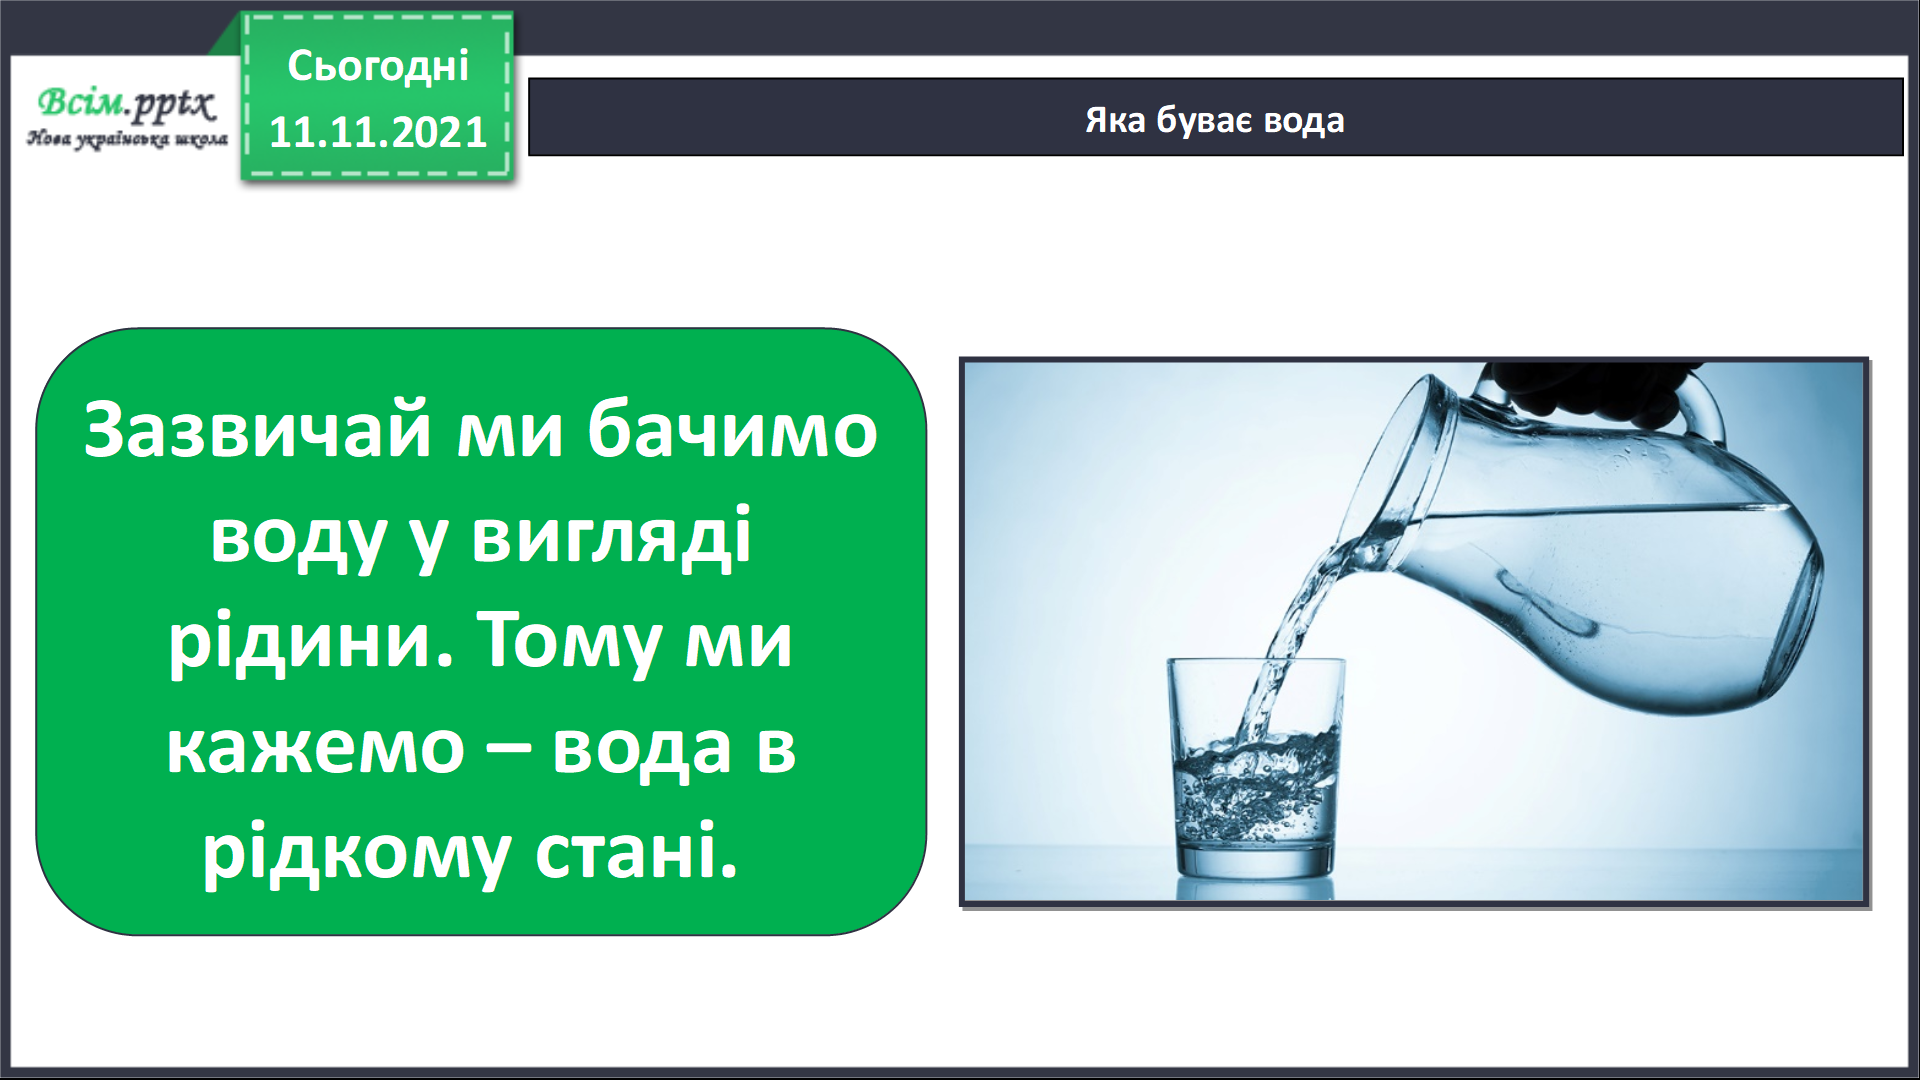 Всім.pptx
Нова українська школа
Сьогодні
11.11.2021
Яка буває вода
Зазвичай ми бачимо
воду у вигляді
рідини. Тому ми
кажемо – вода в
рідкому стані.